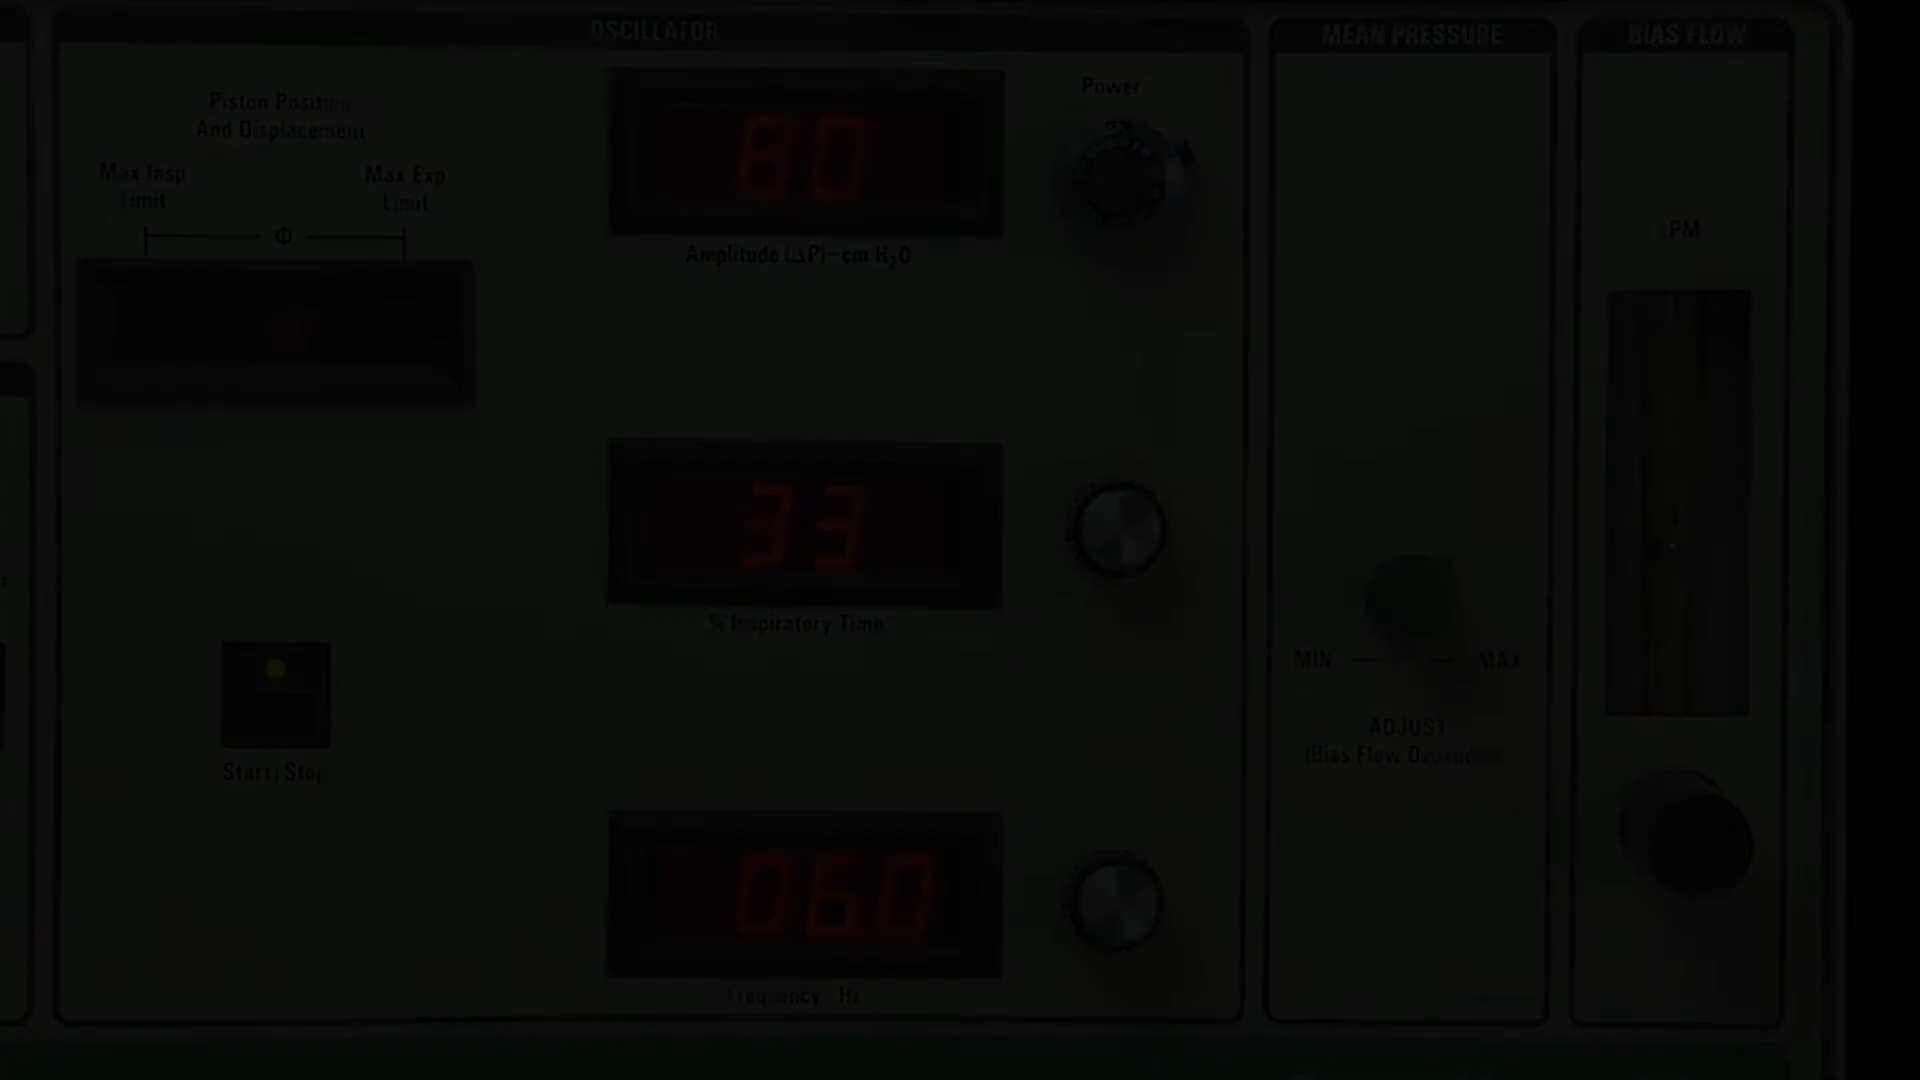 OSCILLATOR
MEAN PRESSURE
BIAS FLOW
Piston Position
And Displacement
Max Insp
Limit
Max Exp
Limit
Φ
80
Amplitude (ΔP)-cm H₂O
Power
33
% Inspiratory Time
Start/Stop
060
Frequency - Hz
MIN
MAX
ADJUST
(Bias Flow Dependent)
LPM